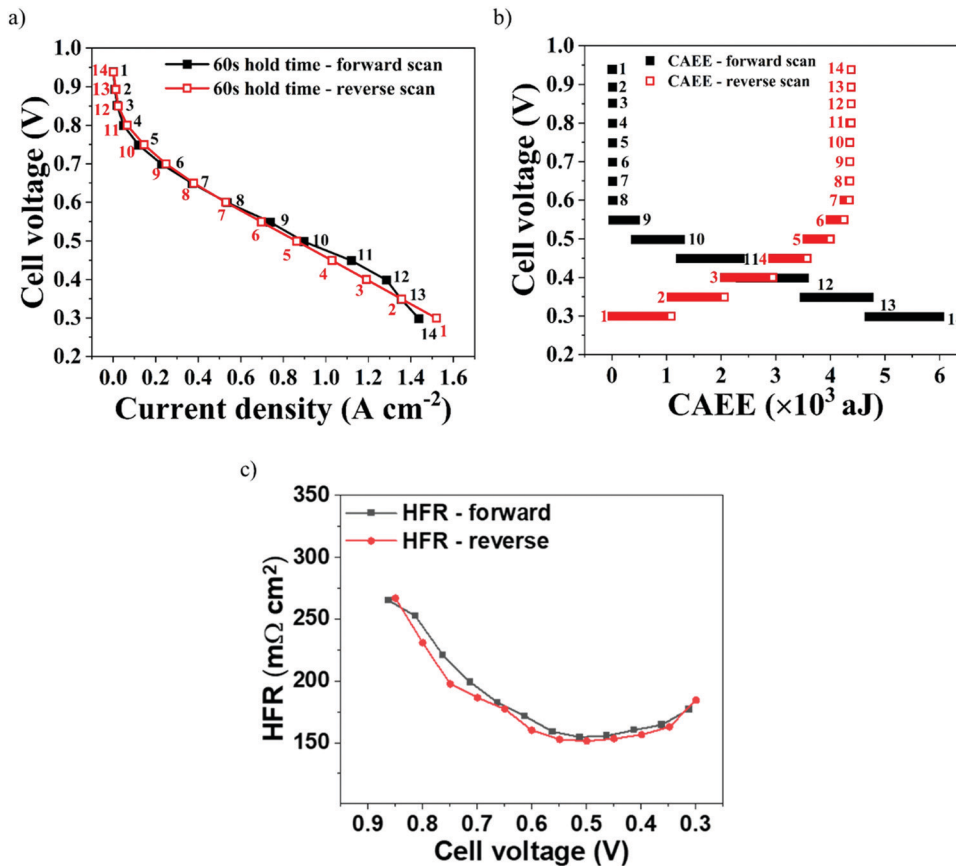 a)
60s hold time - forward scan
60s hold time - reverse scan
Cell voltage (V)
1.0
0.9
0.8
0.7
0.6
0.5
0.4
0.3
0.2
14 1
13 2
12 3
11 4
10 5
9 6
8 7
7 8
6 9
5 10
4 11
3 12
2 13
14 1
0.0 0.2 0.4 0.6 0.8 1.0 1.2 1.4 1.6
Current density (A cm⁻²)
b)
CAEE - forward scan
CAEE - reverse scan
Cell voltage (V)
1.0
0.9
0.8
0.7
0.6
0.5
0.4
0.3
0.2
1 14
2 13
3 12
4 11
5 10
6 9
7 8
8 7
9 6
10 5
11 4
3 12
2 13
1
0 1 2 3 4 5 6
CAEE (×10³ aJ)
c)
HFR - forward
HFR - reverse
HFR (mΩ cm²)
350
300
250
200
150
0.9 0.8 0.7 0.6 0.5 0.4 0.3
Cell voltage (V)